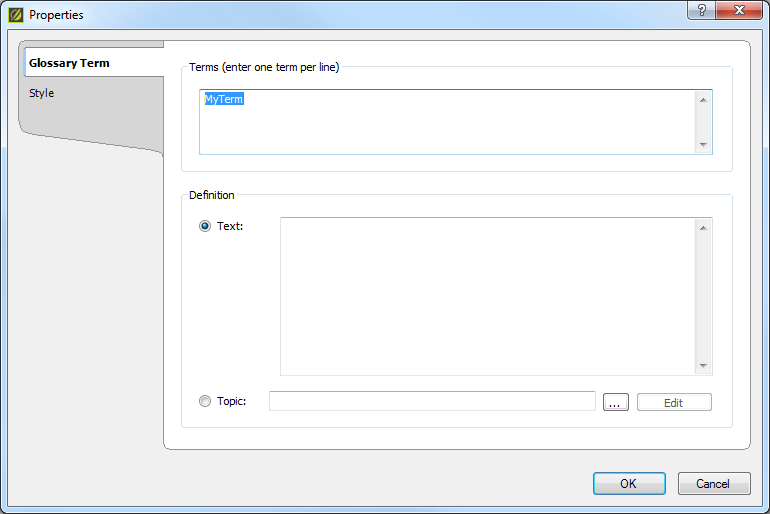 Properties
?
Glossary Term
Style
Terms (enter one term per line)
MyTerm
Definition
Text:
Topic:
...
Edit
OK
Cancel